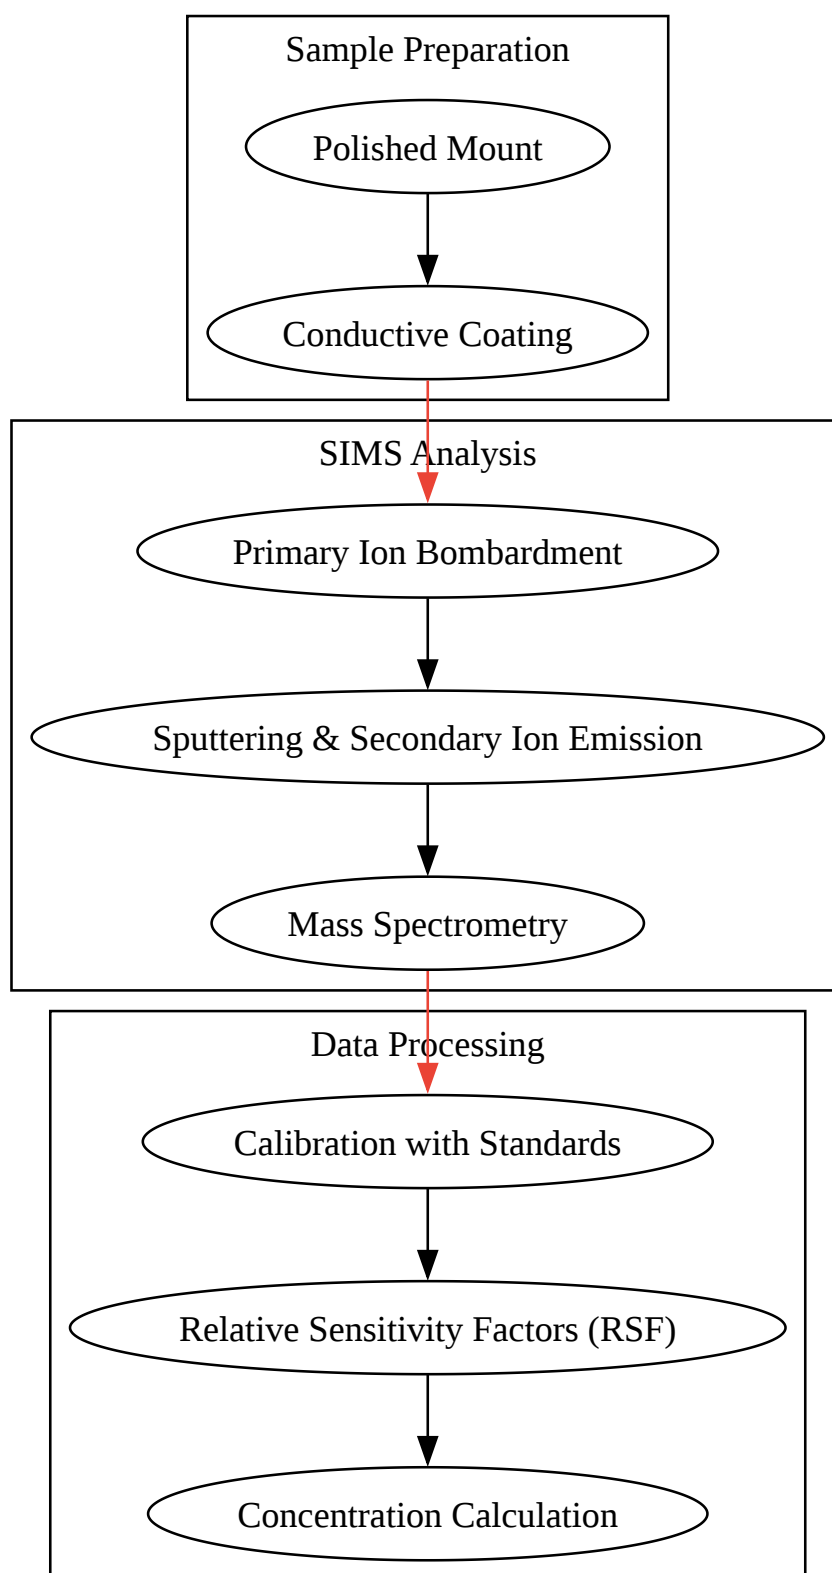 Sample Preparation
Polished Mount
Conductive Coating
SIMS Analysis
Primary Ion Bombardment
Sputtering & Secondary Ion Emission
Mass Spectrometry
Data Processing
Calibration with Standards
Relative Sensitivity Factors (RSF)
Concentration Calculation